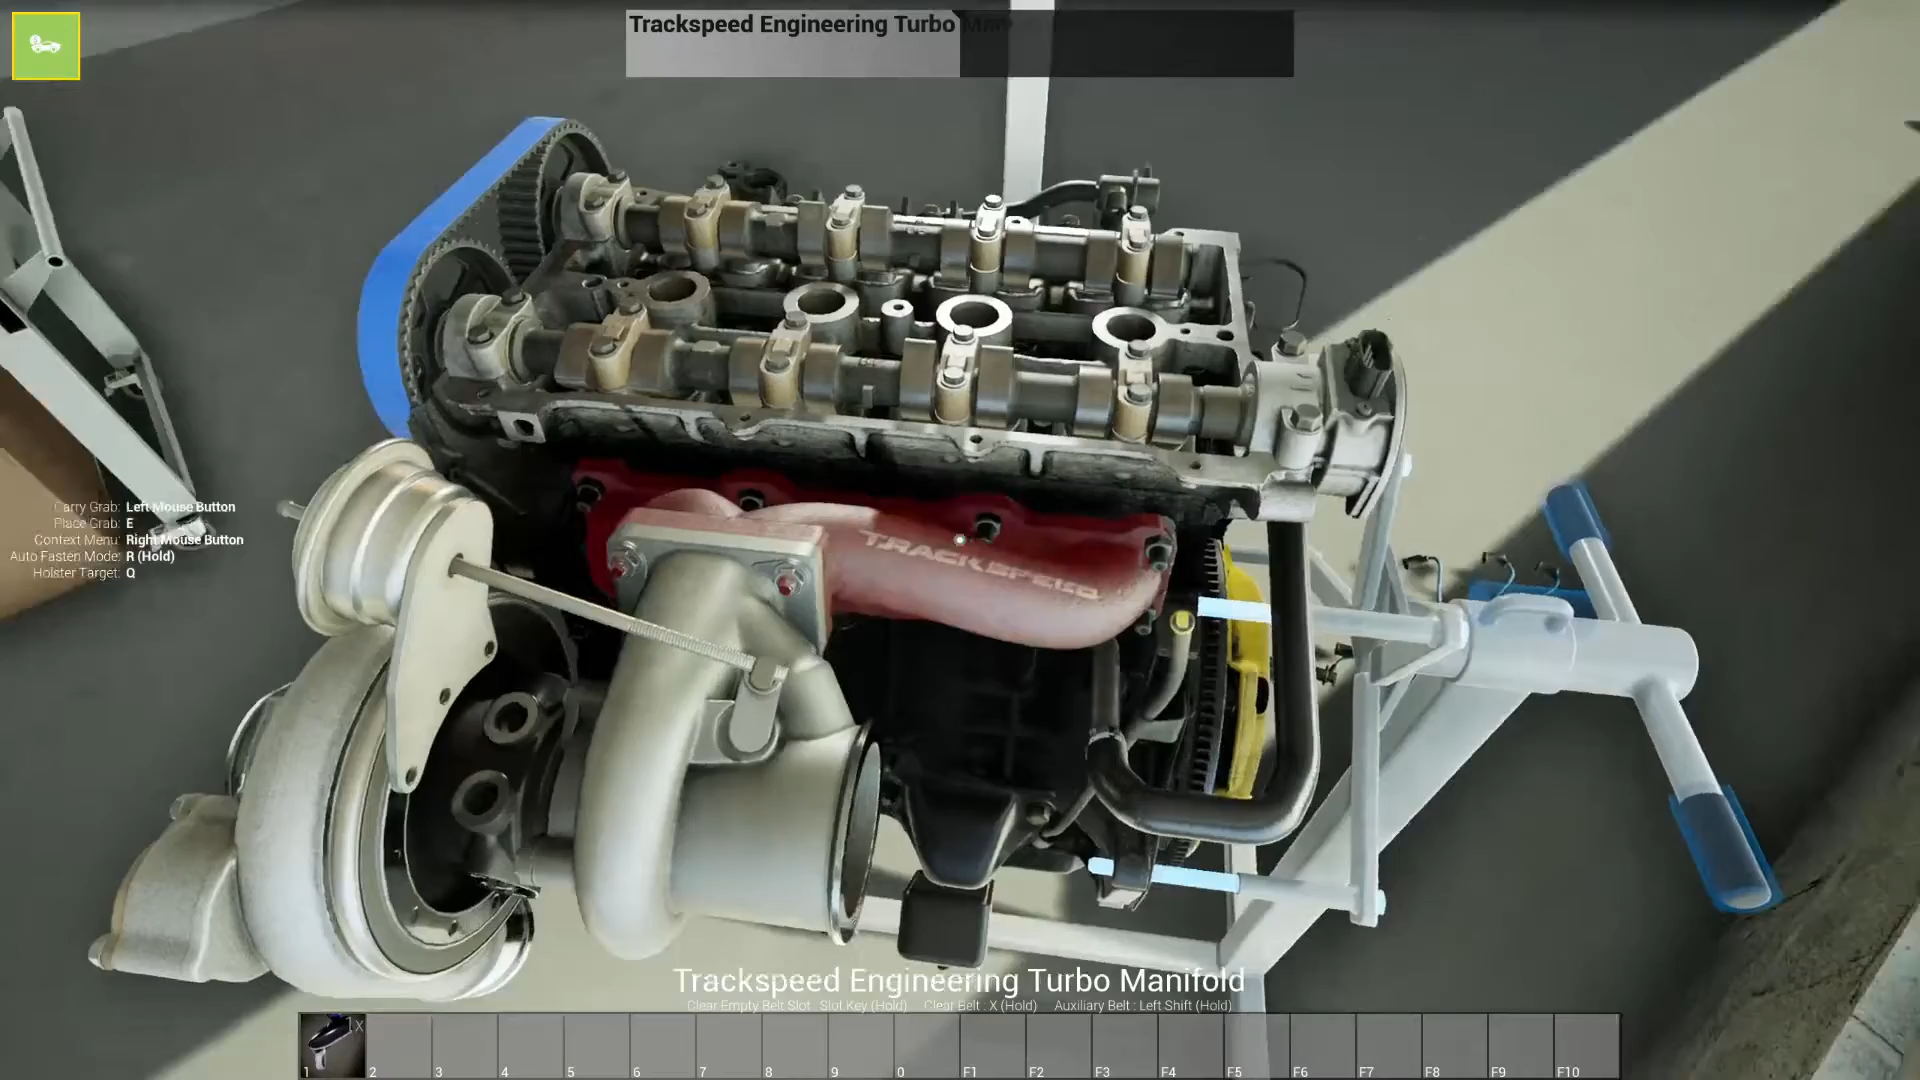 Trackspeed Engineering Turbo Manifold
TRACKSPEED
Carry Grab: Left Mouse Button
Place Grab: E
Context Menu: Right Mouse Button
Auto Fasten Mode: R (Hold)
Holster Target: Q
Trackspeed Engineering Turbo Manifold
Clear Empty Belt Slot : Slot Key (Hold) Clear Belt : X (Hold) Auxiliary Belt : Left Shift (Hold)
1x
1 2 3 4 5 6 7 8 9 0 F1 F2 F3 F4 F5 F6 F7 F8 F9 F10